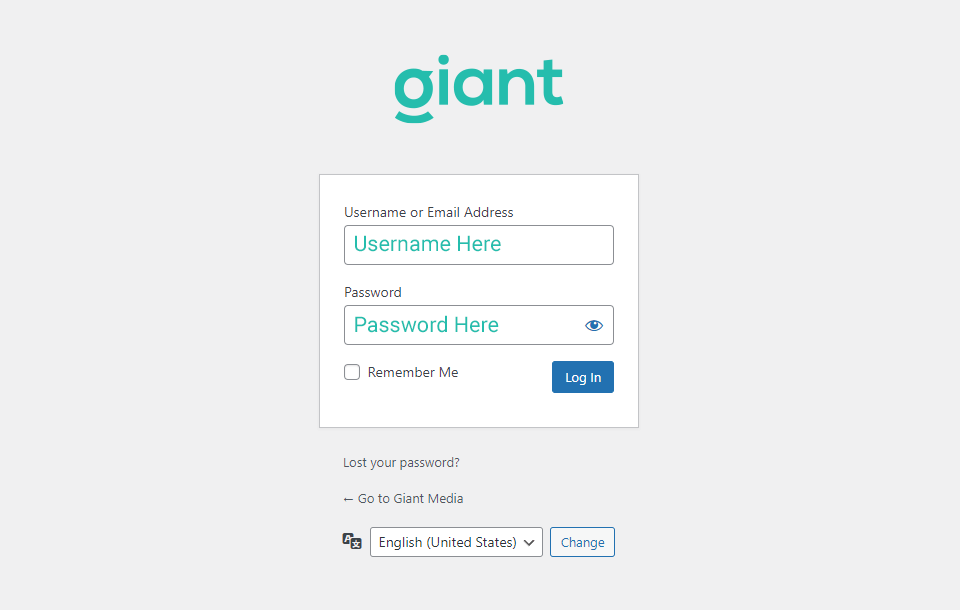 giant
Username or Email Address
Username Here
Password
Password Here
Remember Me
Log In
Lost your password?
← Go to Giant Media
English (United States)
Change